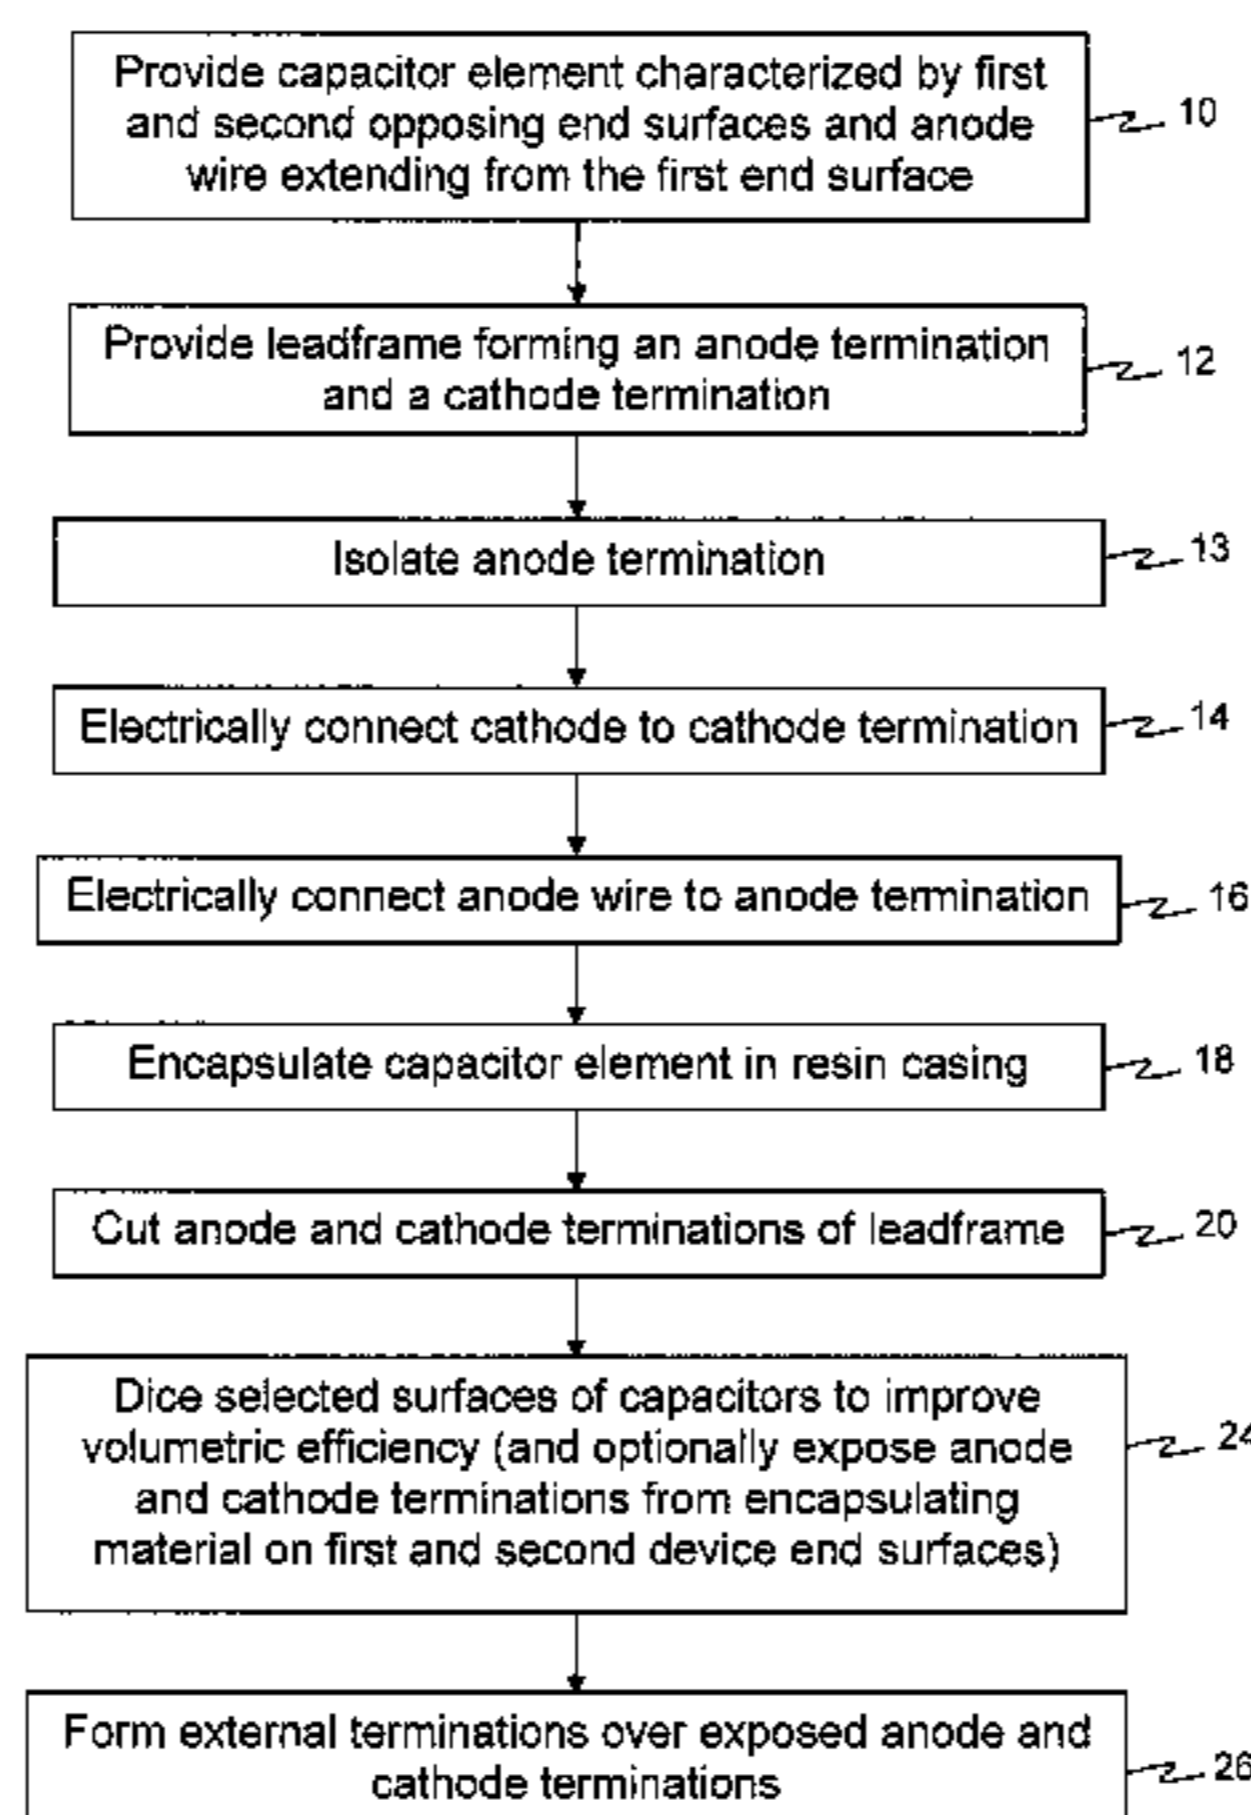 Provide capacitor element characterized by first
and second opposing end surfaces and anode
wire extending from the first end surface
10
Provide leadframe forming an anode termination
and a cathode termination
12
Isolate anode termination
13
Electrically connect cathode to cathode termination
14
Electrically connect anode wire to anode termination
16
Encapsulate capacitor element in resin casing
18
Cut anode and cathode terminations of leadframe
20
Dice selected surfaces of capacitors to improve
volumetric efficiency (and optionally expose anode
and cathode terminations from encapsulating
material on first and second device end surfaces)
24
Form external terminations over exposed anode and
cathode terminations
26